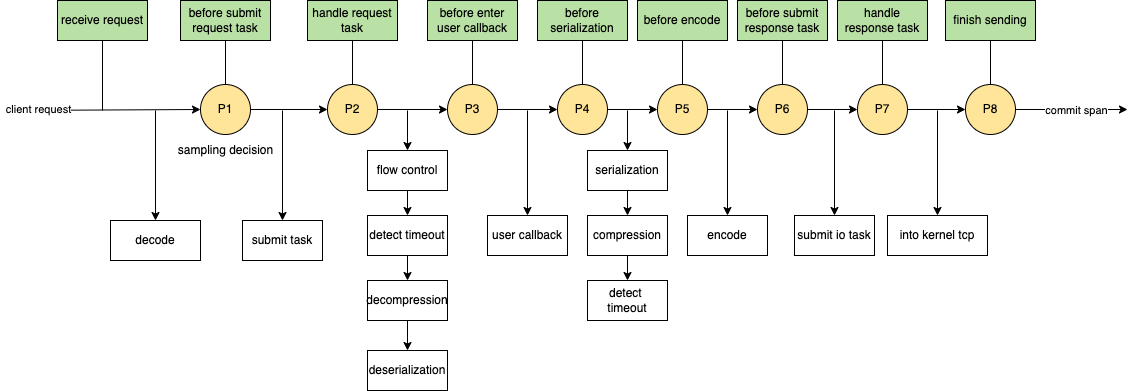 receive request
before submit
request task
handle request
task
before enter
user callback
before
serialization
before encode
before submit
response task
handle
response task
finish sending
client request
P1
P2
P3
P4
P5
P6
P7
P8
commit span
sampling decision
flow control
serialization
decode
submit task
detect timeout
user callback
compression
encode
submit io task
into kernel tcp
decompression
detect
timeout
deserialization